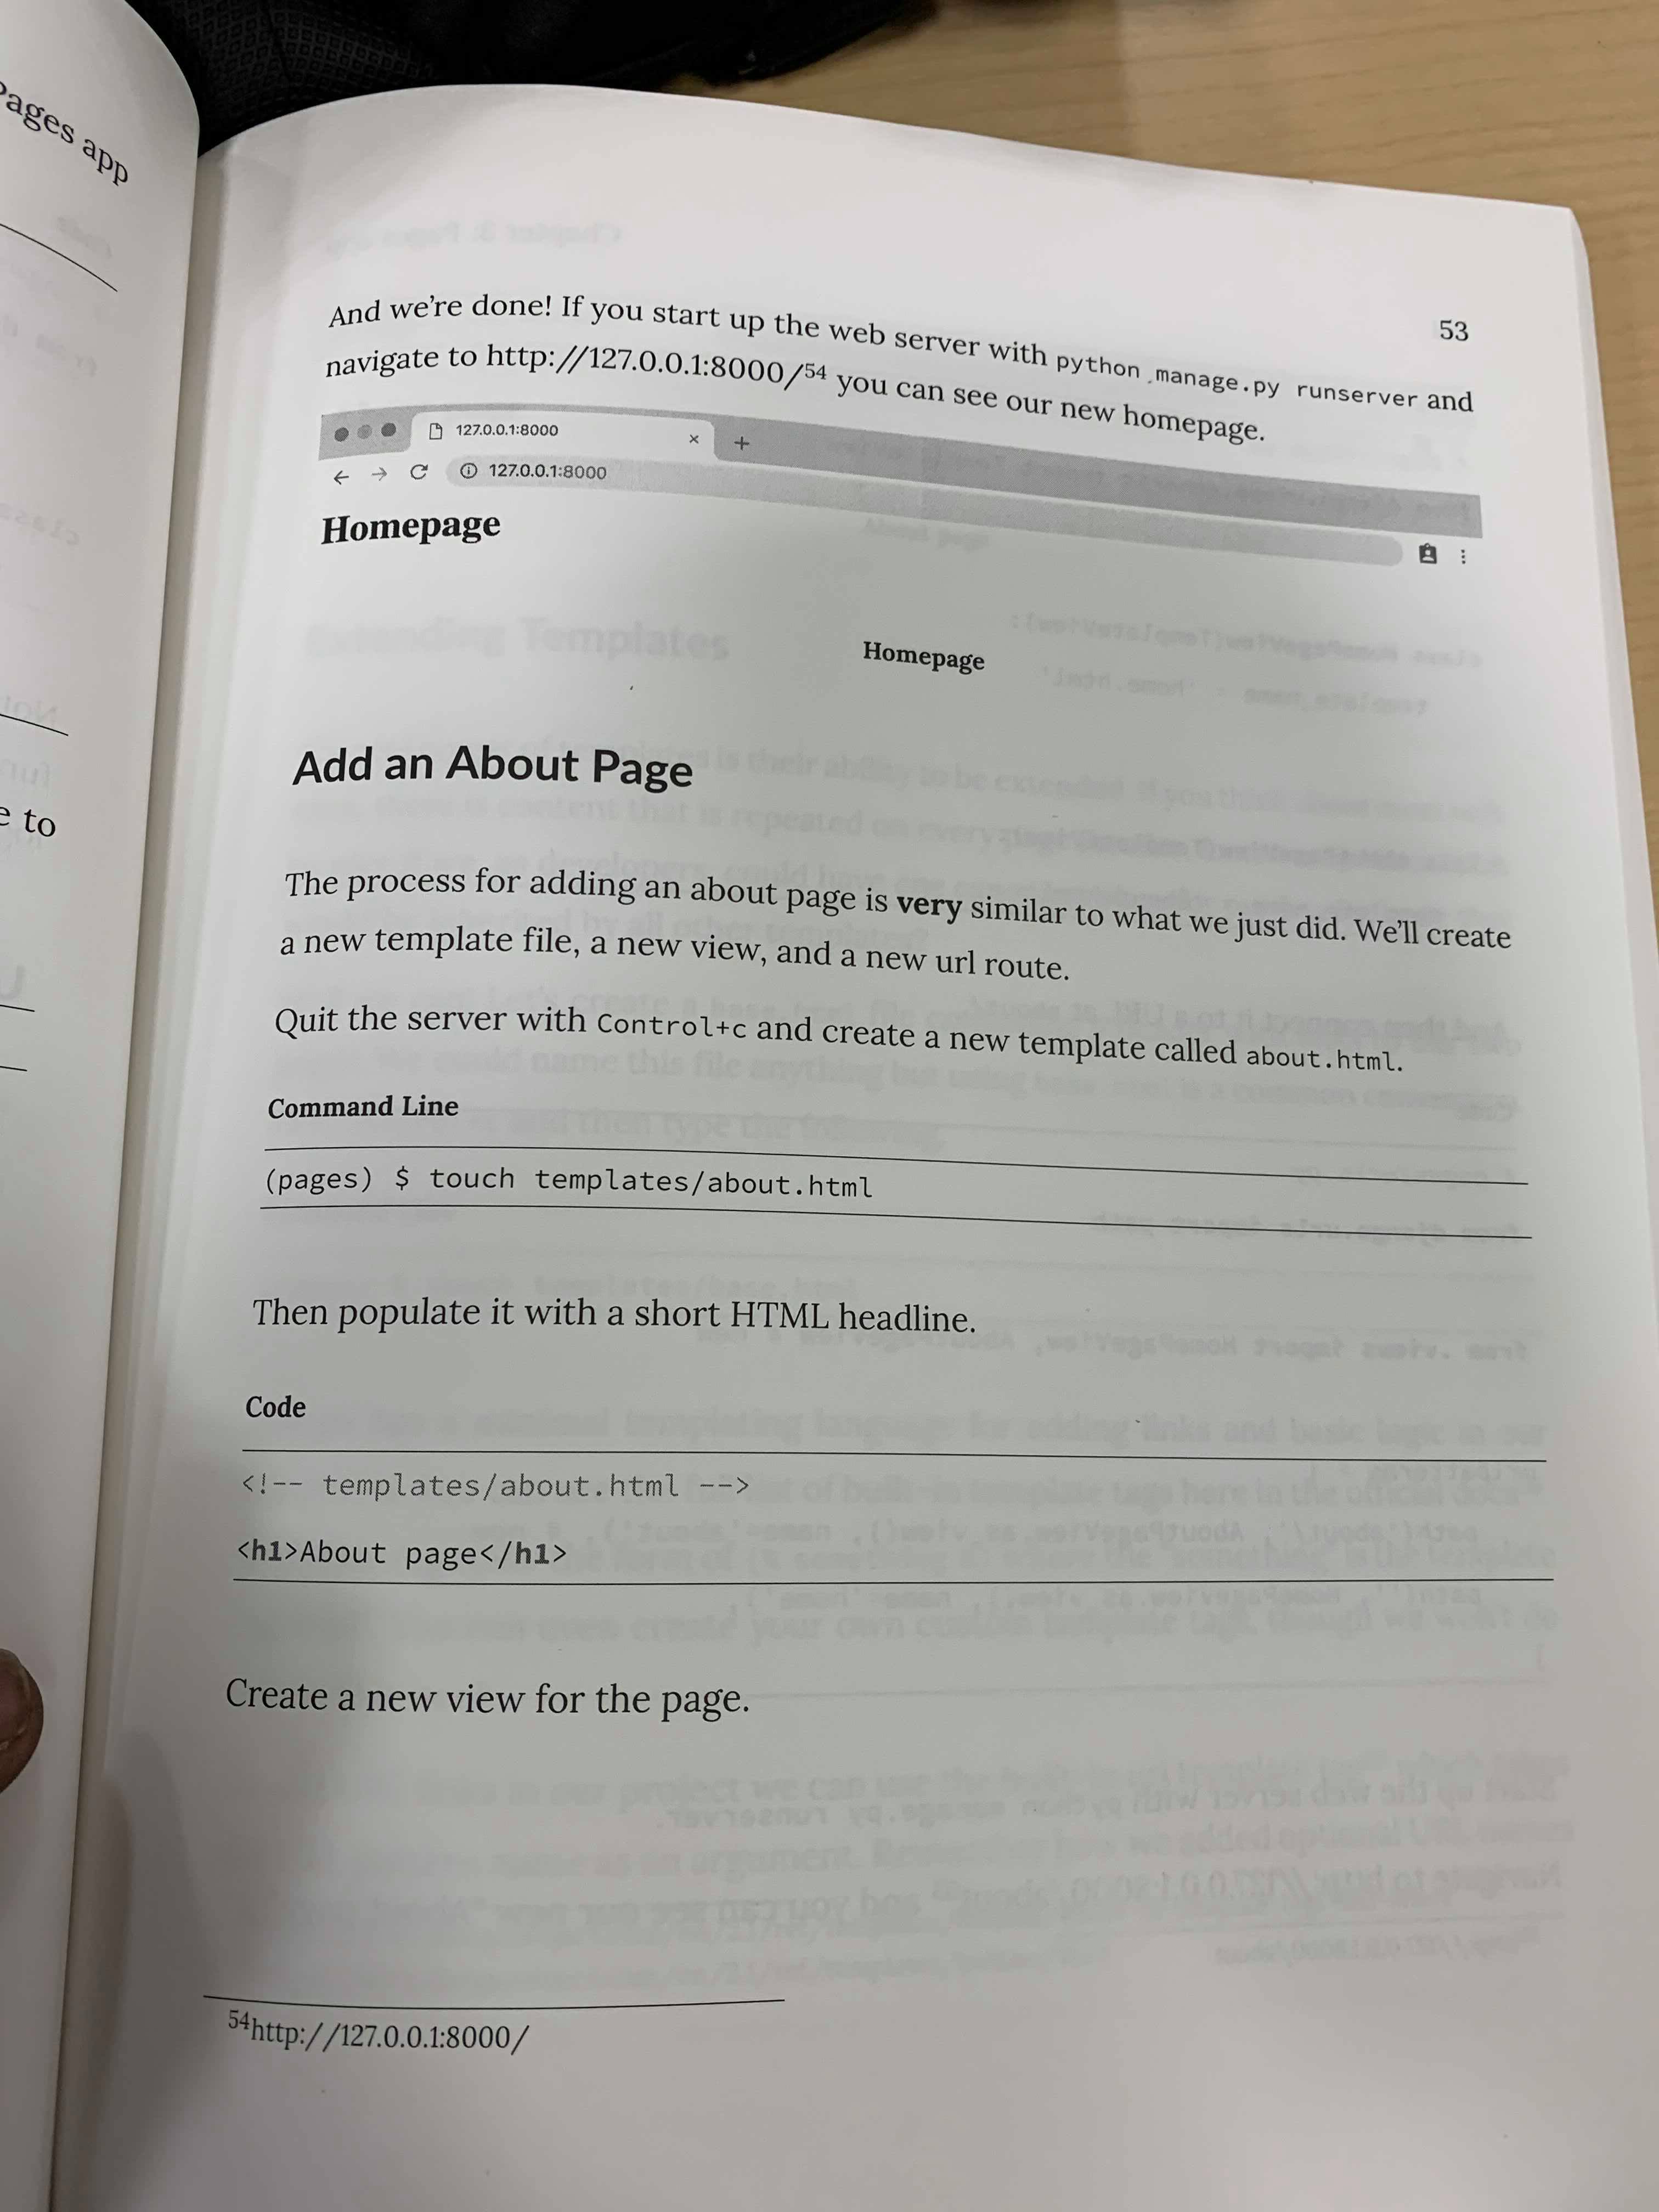 Pages app
e to
53
And we're done! If you start up the web server with python manage.py runserver and
navigate to http://127.0.0.1:8000/54 you can see our new homepage.
127.0.0.1:8000 × +
← → 127.0.0.1:8000
Homepage
Homepage
Add an About Page
The process for adding an about page is very similar to what we just did. We'll create
a new template file, a new view, and a new url route.
Quit the server with Control+c and create a new template called about.html.
Command Line
(pages) $ touch templates/about.html
Then populate it with a short HTML headline.
Code
<!-- templates/about.html -->
<h1>About page</h1>
Create a new view for the page.
54http://127.0.0.1:8000/